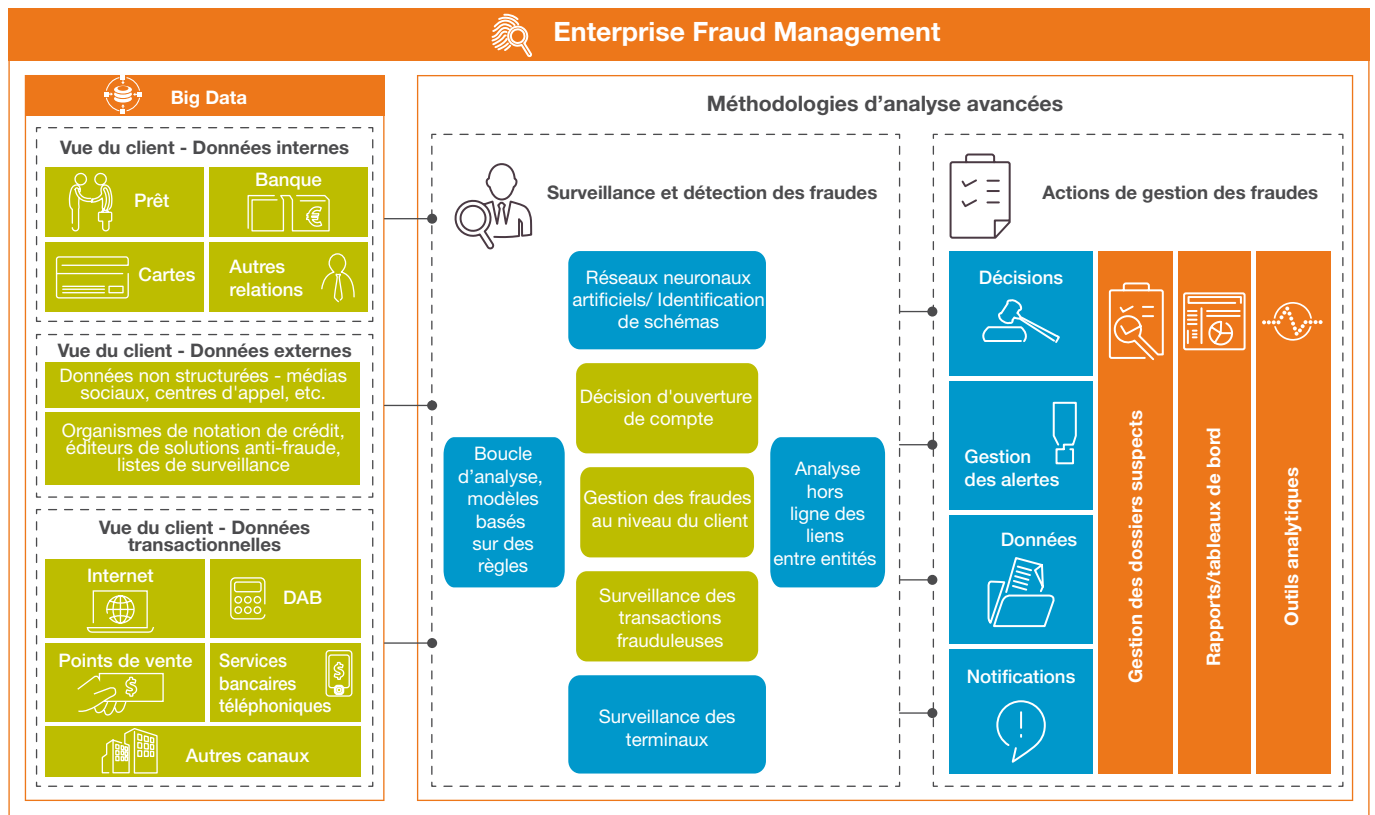 Enterprise Fraud Management
Big Data
Vue du client - Données internes
Prêt
Banque
€
Cartes
Autres
relations
Vue du client - Données externes
Données non structurées - médias
sociaux, centres d'appel, etc.
Organismes de notation de crédit,
éditeurs de solutions anti-fraude,
listes de surveillance
Vue du client - Données
transactionnelles
Internet
DAB
Points de vente
$
Services
bancaires
téléphoniques
$
Autres canaux
Méthodologies d’analyse avancées
Surveillance et détection des fraudes
Réseaux neuronaux
artificiels/ Identification
de schémas
Décision d'ouverture
de compte
Boucle
d’analyse,
modèles
basés
sur des
règles
Gestion des fraudes
au niveau du client
Analyse
hors
ligne des
liens
entre entités
Surveillance des
transactions
frauduleuses
Surveillance des
terminaux
Actions de gestion des fraudes
Décisions
Gestion
des alertes
Données
Notifications
Gestion des dossiers suspects
Rapports/tableaux de bord
Outils analytiques